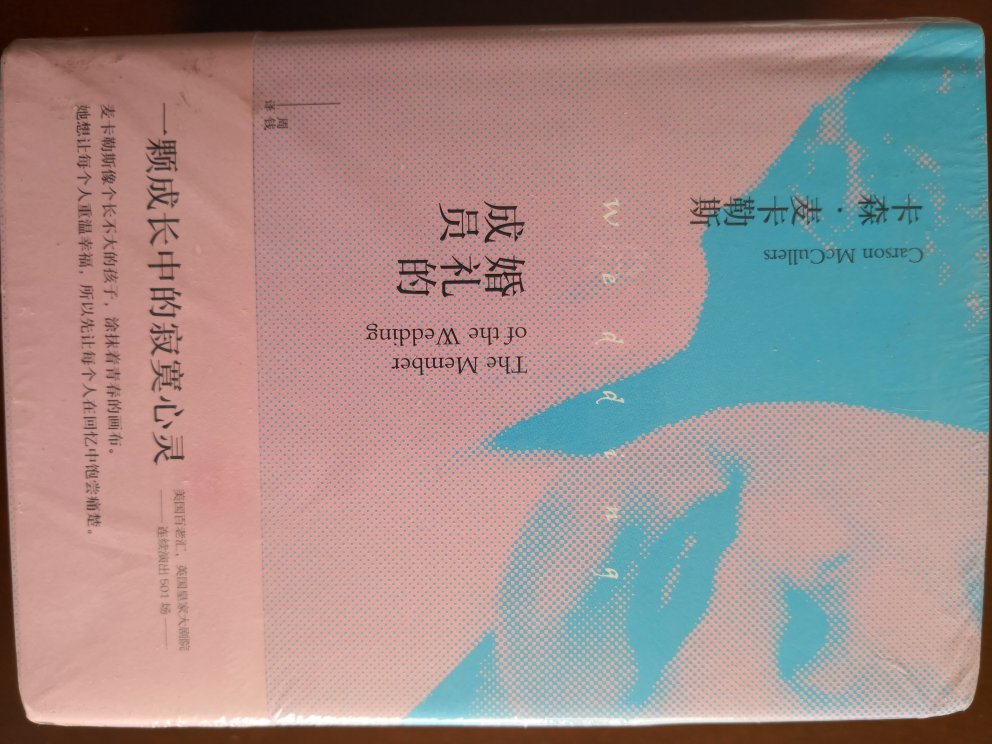 卡森·麦卡勒斯
Carson McCullers
wedding
婚礼的
成员
The Member
of the Wedding
周钱 译
一颗成长中的寂寞心灵
美国百老汇,英国皇家大剧院
——连续演出501场——
麦卡勒斯像个长不大的孩子,涂抹着青春的画布。
她想让每个人重温幸福,所以先让每个人在回忆中饱尝痛楚。